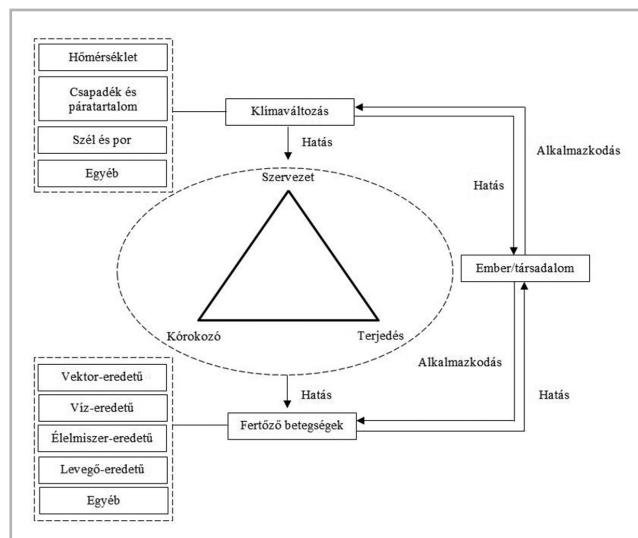 Hőmérséklet
Csapadék és
páratartalom
Szél és por
Egyéb
Klímaváltozás
Hatás
Alkalmazkodás
Hatás
Szervezet
Ember/társadalom
Kórokozó
Terjedés
Alkalmazkodás
Hatás
Hatás
Vektor-eredetű
Víz-eredetű
Élelmiszer-eredetű
Levegő-eredetű
Egyéb
Fertőző betegségek